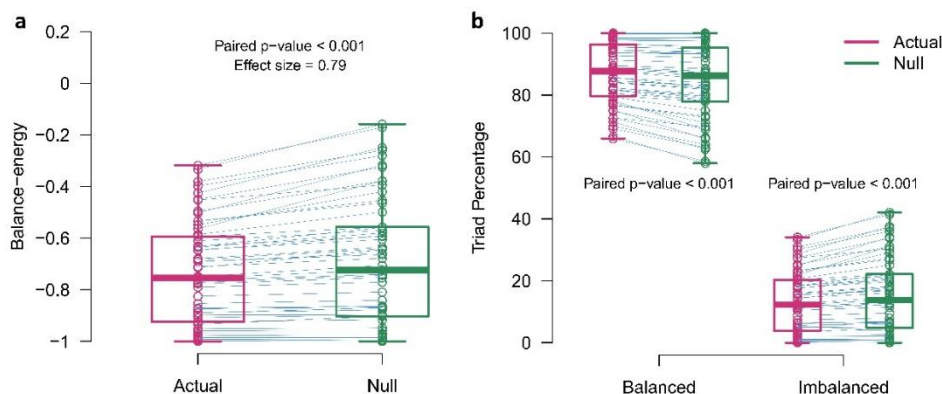 a
0.2
Paired p-value < 0.001
Effect size = 0.79
0
−0.2
−0.4
−0.6
−0.8
−1
Balance−energy
Actual
Null
b
100
80
60
40
20
0
Triad Percentage
Actual
Null
Paired p-value < 0.001
Paired p-value < 0.001
Balanced
Imbalanced